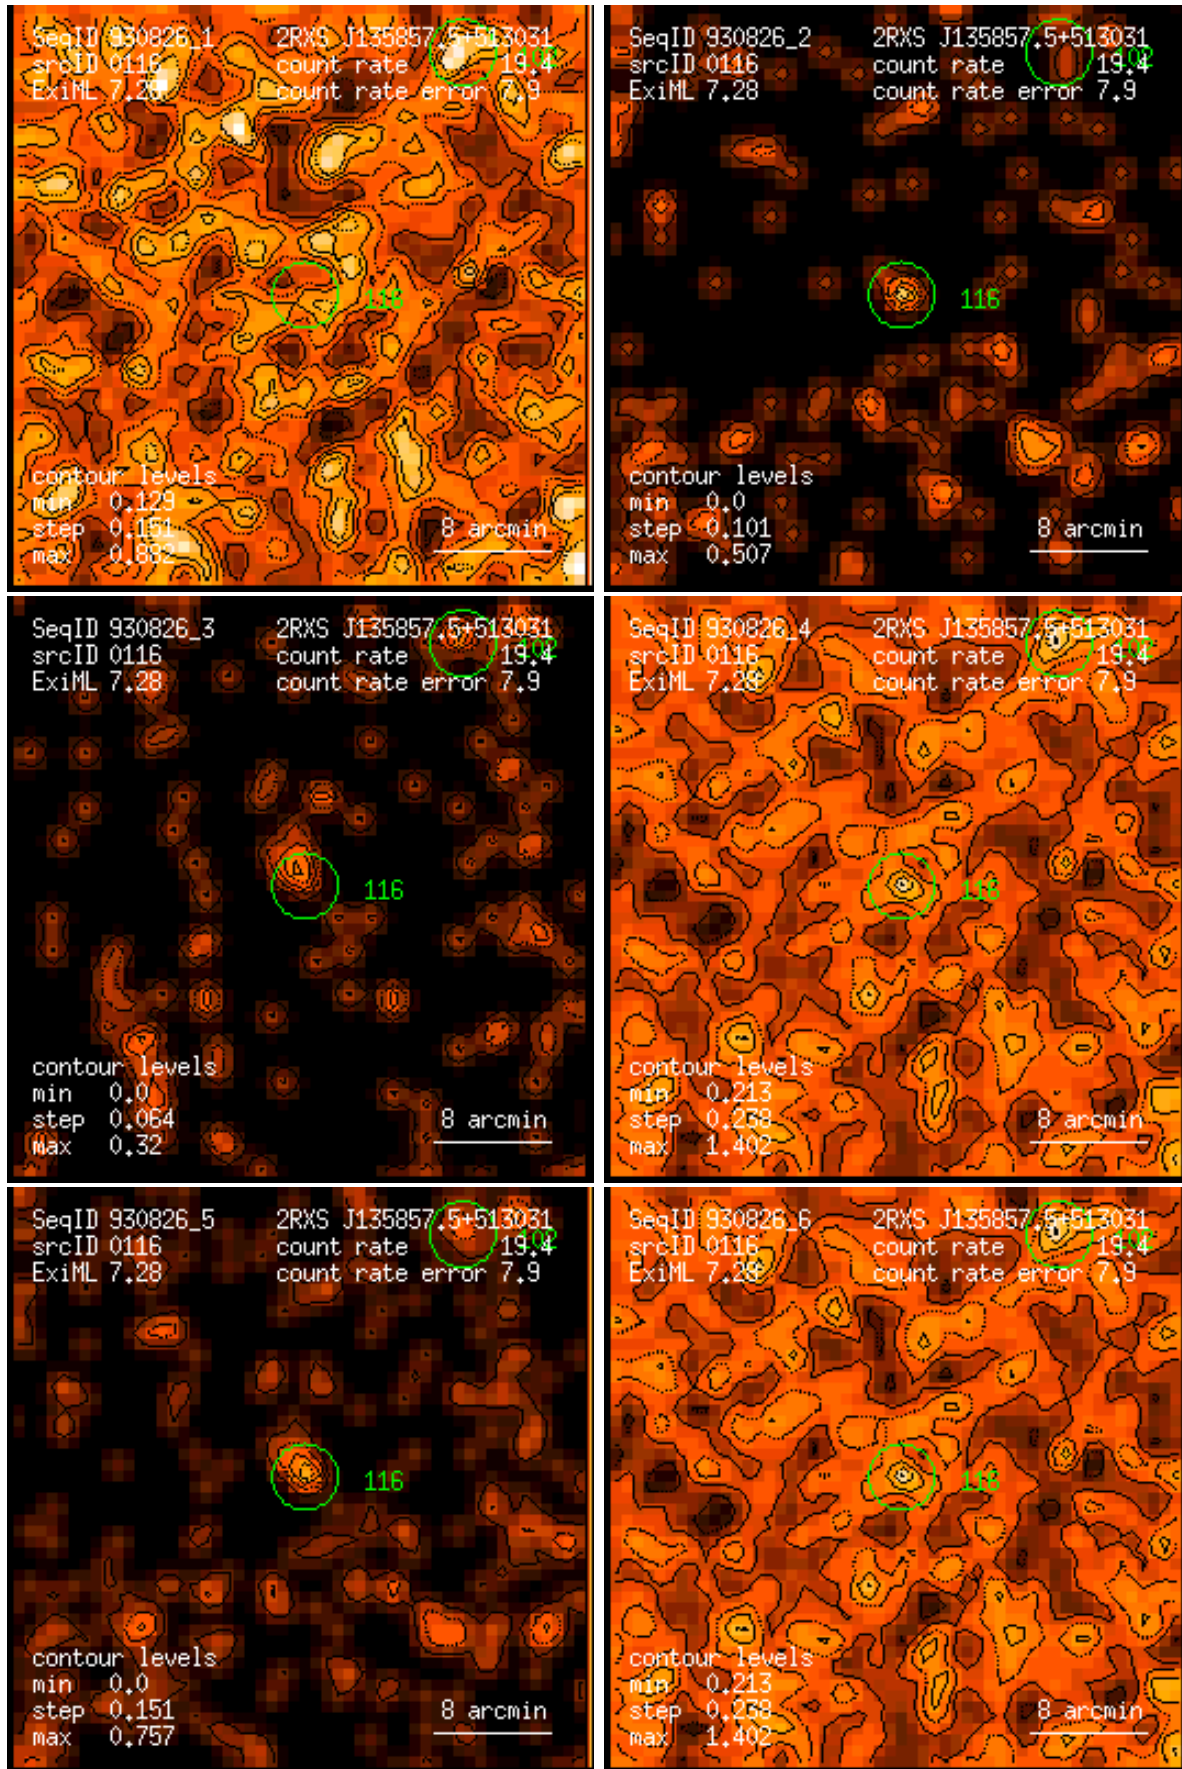 SeqID 930826_1 2RXS J135857.5+513031
srcID 0116 count rate 19.4 102
ExiML 7.28 count rate error 7.9
116
contour levels
min 0.129
step 0.151 8 arcmin
max 0.882
SeqID 930826_2 2RXS J135857.5+513031
srcID 0116 count rate 19.4 102
ExiML 7.28 count rate error 7.9
116
contour levels
min 0.0
step 0.101 8 arcmin
max 0.507
SeqID 930826_3 2RXS J135857.5+513031
srcID 0116 count rate 19.4 102
ExiML 7.28 count rate error 7.9
116
contour levels
min 0.0
step 0.064 8 arcmin
max 0.32
SeqID 930826_4 2RXS J135857.5+513031
srcID 0116 count rate 19.4 102
ExiML 7.28 count rate error 7.9
116
contour levels
min 0.213
step 0.238 8 arcmin
max 1.402
SeqID 930826_5 2RXS J135857.5+513031
srcID 0116 count rate 19.4 102
ExiML 7.28 count rate error 7.9
116
contour levels
min 0.0
step 0.151 8 arcmin
max 0.757
SeqID 930826_6 2RXS J135857.5+513031
srcID 0116 count rate 19.4 102
ExiML 7.28 count rate error 7.9
116
contour levels
min 0.213
step 0.238 8 arcmin
max 1.402